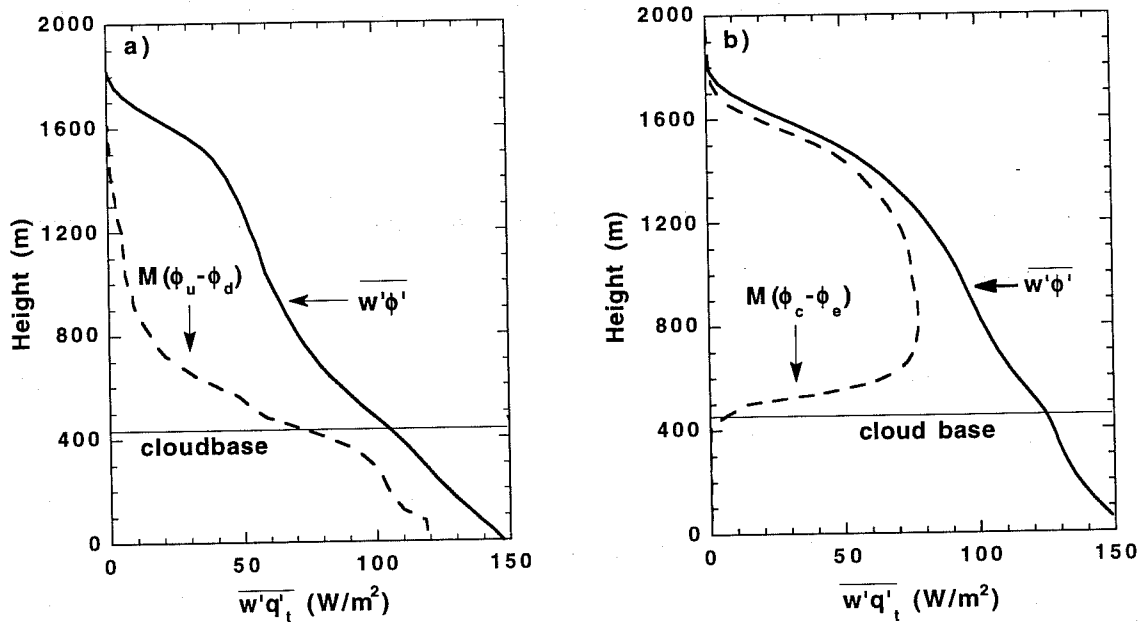 a)
2000
1600
1200
800
400
0
Height (m)
M(ϕu-ϕd)
w'ϕ'
cloudbase
0 50 100 150
w'q't (W/m²)
b)
2000
1600
1200
800
400
0
Height (m)
M(ϕc-ϕe)
w'ϕ'
cloud base
0 50 100 150
w'q't (W/m²)